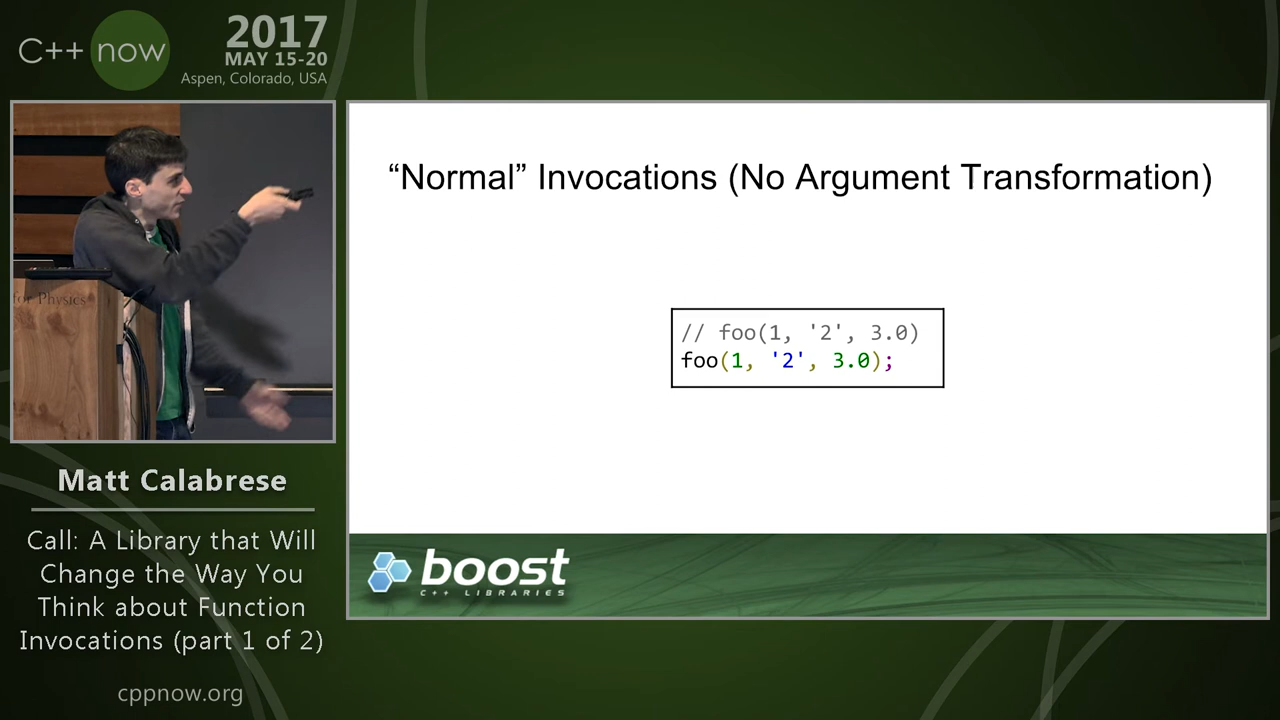 C++ now
2017
MAY 15-20
Aspen, Colorado, USA
for Physics
“Normal” Invocations (No Argument Transformation)
// foo(1, '2', 3.0)
foo(1, '2', 3.0);
boost
C++ LIBRARIES
Matt Calabrese
Call: A Library that Will
Change the Way You
Think about Function
Invocations (part 1 of 2)
cppnow.org